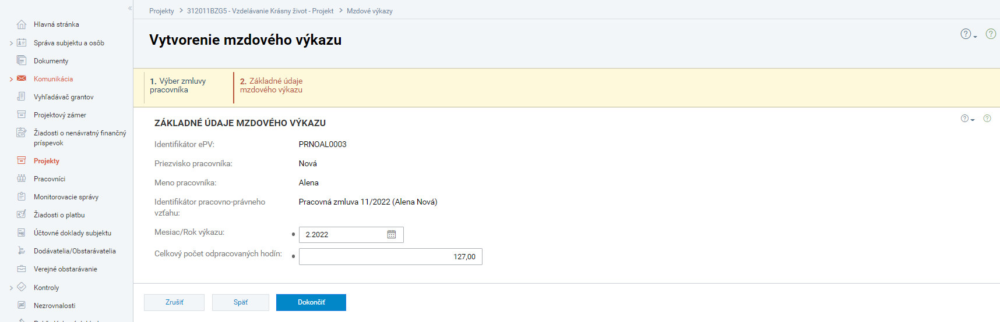 Projekty > 312011BZG5 - Vzdelávanie Krásny život - Projekt > Mzdové výkazy
Hlavná stránka
Správa subjektu a osôb
Dokumenty
Komunikácia
Vyhľadávač grantov
Projektový zámer
Žiadosti o nenávratný finančný
príspevok
Projekty
Pracovníci
Monitorovacie správy
Žiadosti o platbu
Účtovné doklady subjektu
Dodávatelia/Obstarávatelia
Verejné obstarávanie
Kontroly
Nezrovnalosti
Vytvorenie mzdového výkazu
1. Výber zmluvy
pracovníka
2. Základné údaje
mzdového výkazu
ZÁKLADNÉ ÚDAJE MZDOVÉHO VÝKAZU
Identifikátor ePV: PRNOAL0003
Priezvisko pracovníka: Nová
Meno pracovníka: Alena
Identifikátor pracovno-právneho
vzťahu: Pracovná zmluva 11/2022 (Alena Nová)
Mesiac/Rok výkazu: 2.2022
Celkový počet odpracovaných hodín: 127,00
Zrušiť Späť Dokončiť